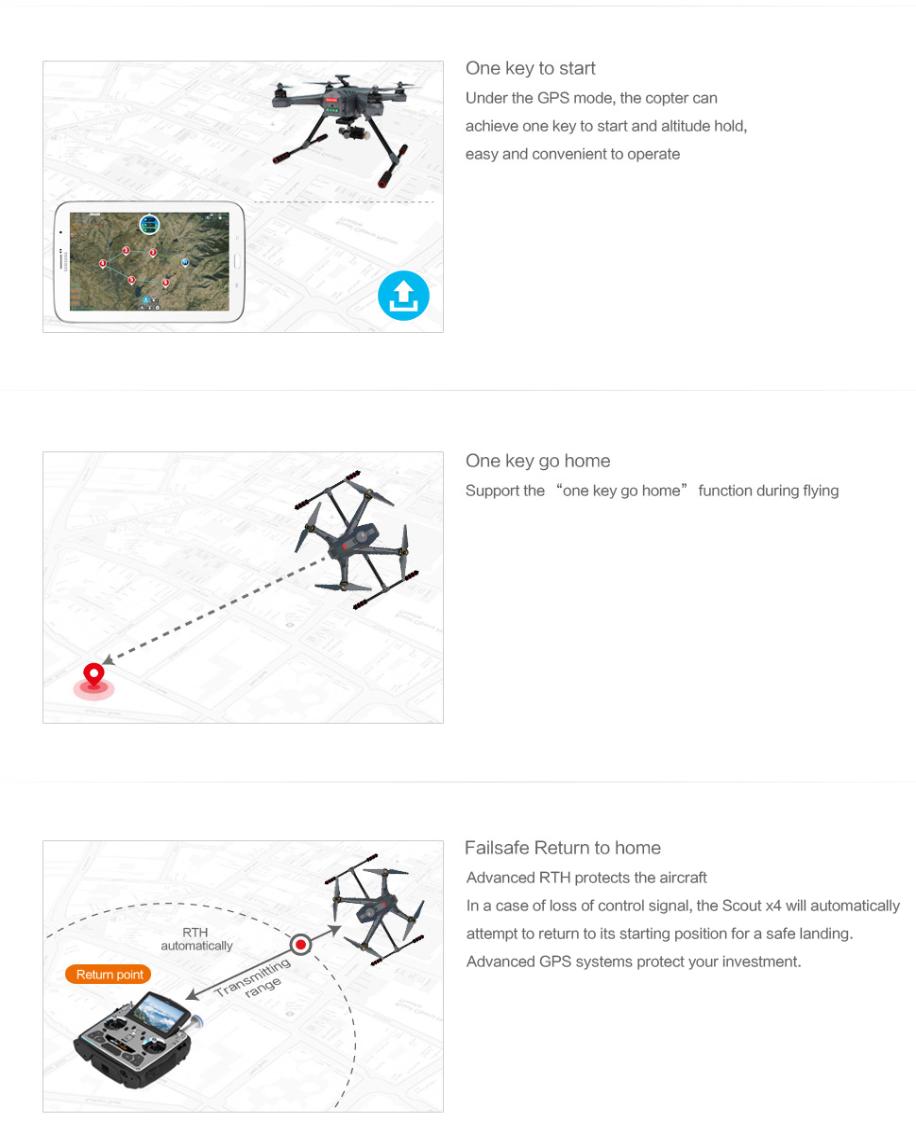 One key to start
Under the GPS mode, the copter can
achieve one key to start and altitude hold,
easy and convenient to operate
One key go home
Support the “one key go home” function during flying
Failsafe Return to home
Advanced RTH protects the aircraft
In a case of loss of control signal, the Scout x4 will automatically
attempt to return to its starting position for a safe landing.
Advanced GPS systems protect your investment.
RTH
automatically
Return point
Transmitting
range